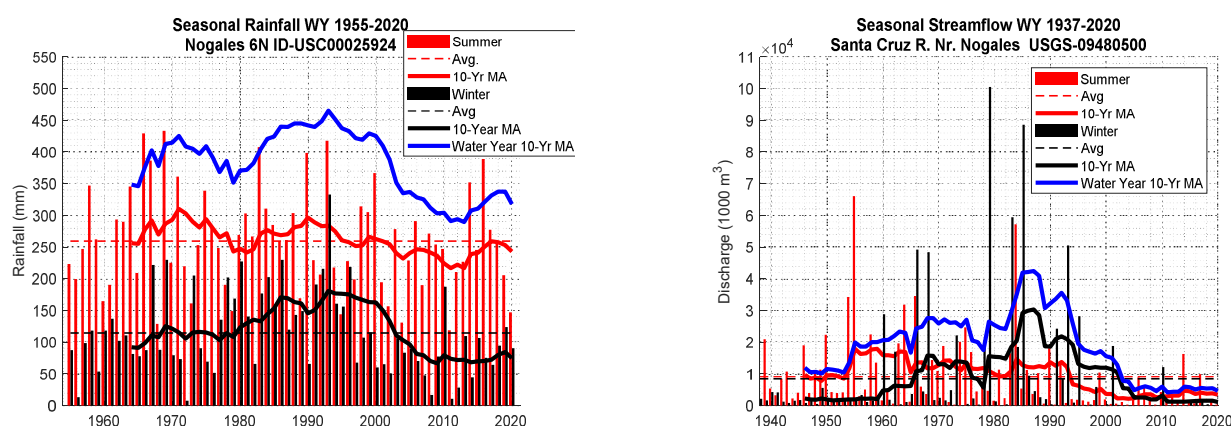 Seasonal Rainfall WY 1955-2020
Nogales 6N ID-USC00025924
Rainfall (mm)
550
500
450
400
350
300
250
200
150
100
50
0
1960
1970
1980
1990
2000
2010
2020
Summer
Avg.
10-Yr MA
Winter
Avg
10-Year MA
Water Year 10-Yr MA
Seasonal Streamflow WY 1937-2020
Santa Cruz R. Nr. Nogales USGS-09480500
×10⁴
Discharge (1000 m³)
11
10
9
8
7
6
5
4
3
2
1
0
1940
1950
1960
1970
1980
1990
2000
2010
2020
Summer
Avg
10-Yr MA
Winter
Avg
10-Yr MA
Water Year 10-Yr MA